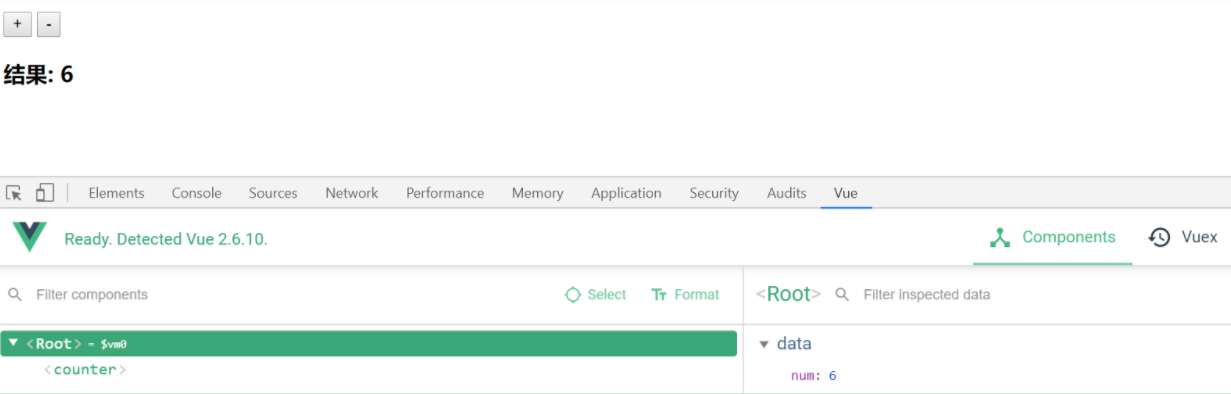 + -
结果: 6
Elements Console Sources Network Performance Memory Application Security Audits Vue
Ready. Detected Vue 2.6.10. Components Vuex
Filter components Select Format <Root> Filter inspected data
▼ <Root> = $vm0 ▼ data
<counter> num: 6